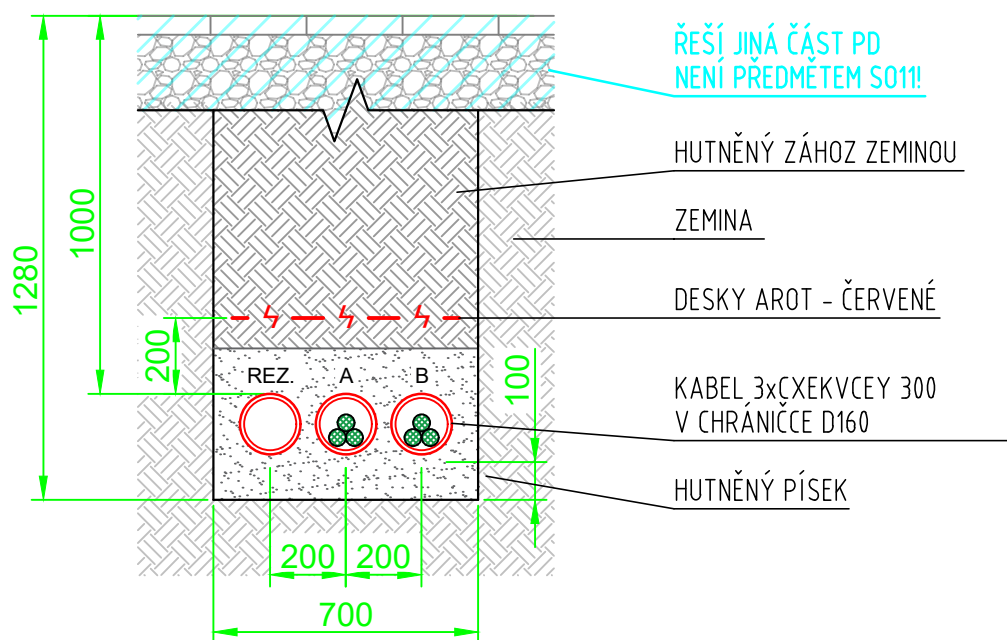 ŘEŠÍ JINÁ ČÁST PD
NENÍ PŘEDMĚTEM SO11!
HUTNĚNÝ ZÁHOZ ZEMINOU
ZEMINA
DESKY AROT - ČERVENÉ
KABEL 3xCXEKVCEY 300
V CHRÁNIČCE D160
HUTNĚNÝ PÍSEK
1280
1000
200
100
REZ. A B
200 200
700